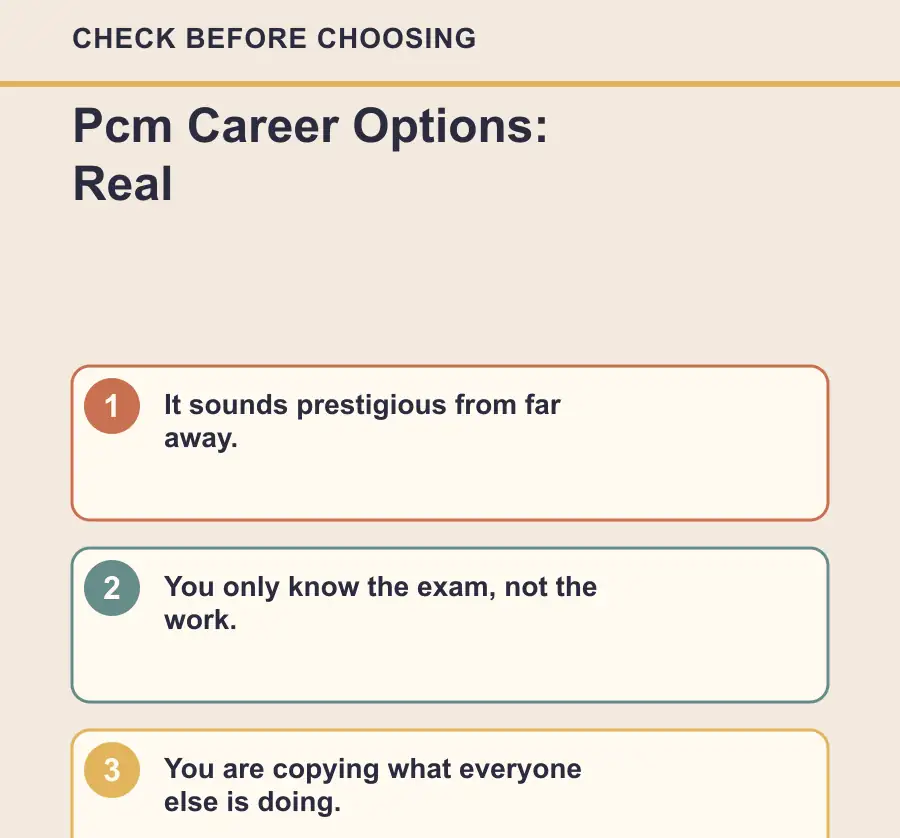 CHECK BEFORE CHOOSING
Pcm Career Options:
Real
1
It sounds prestigious from far
away.
2
You only know the exam, not the
work.
3
You are copying what everyone
else is doing.